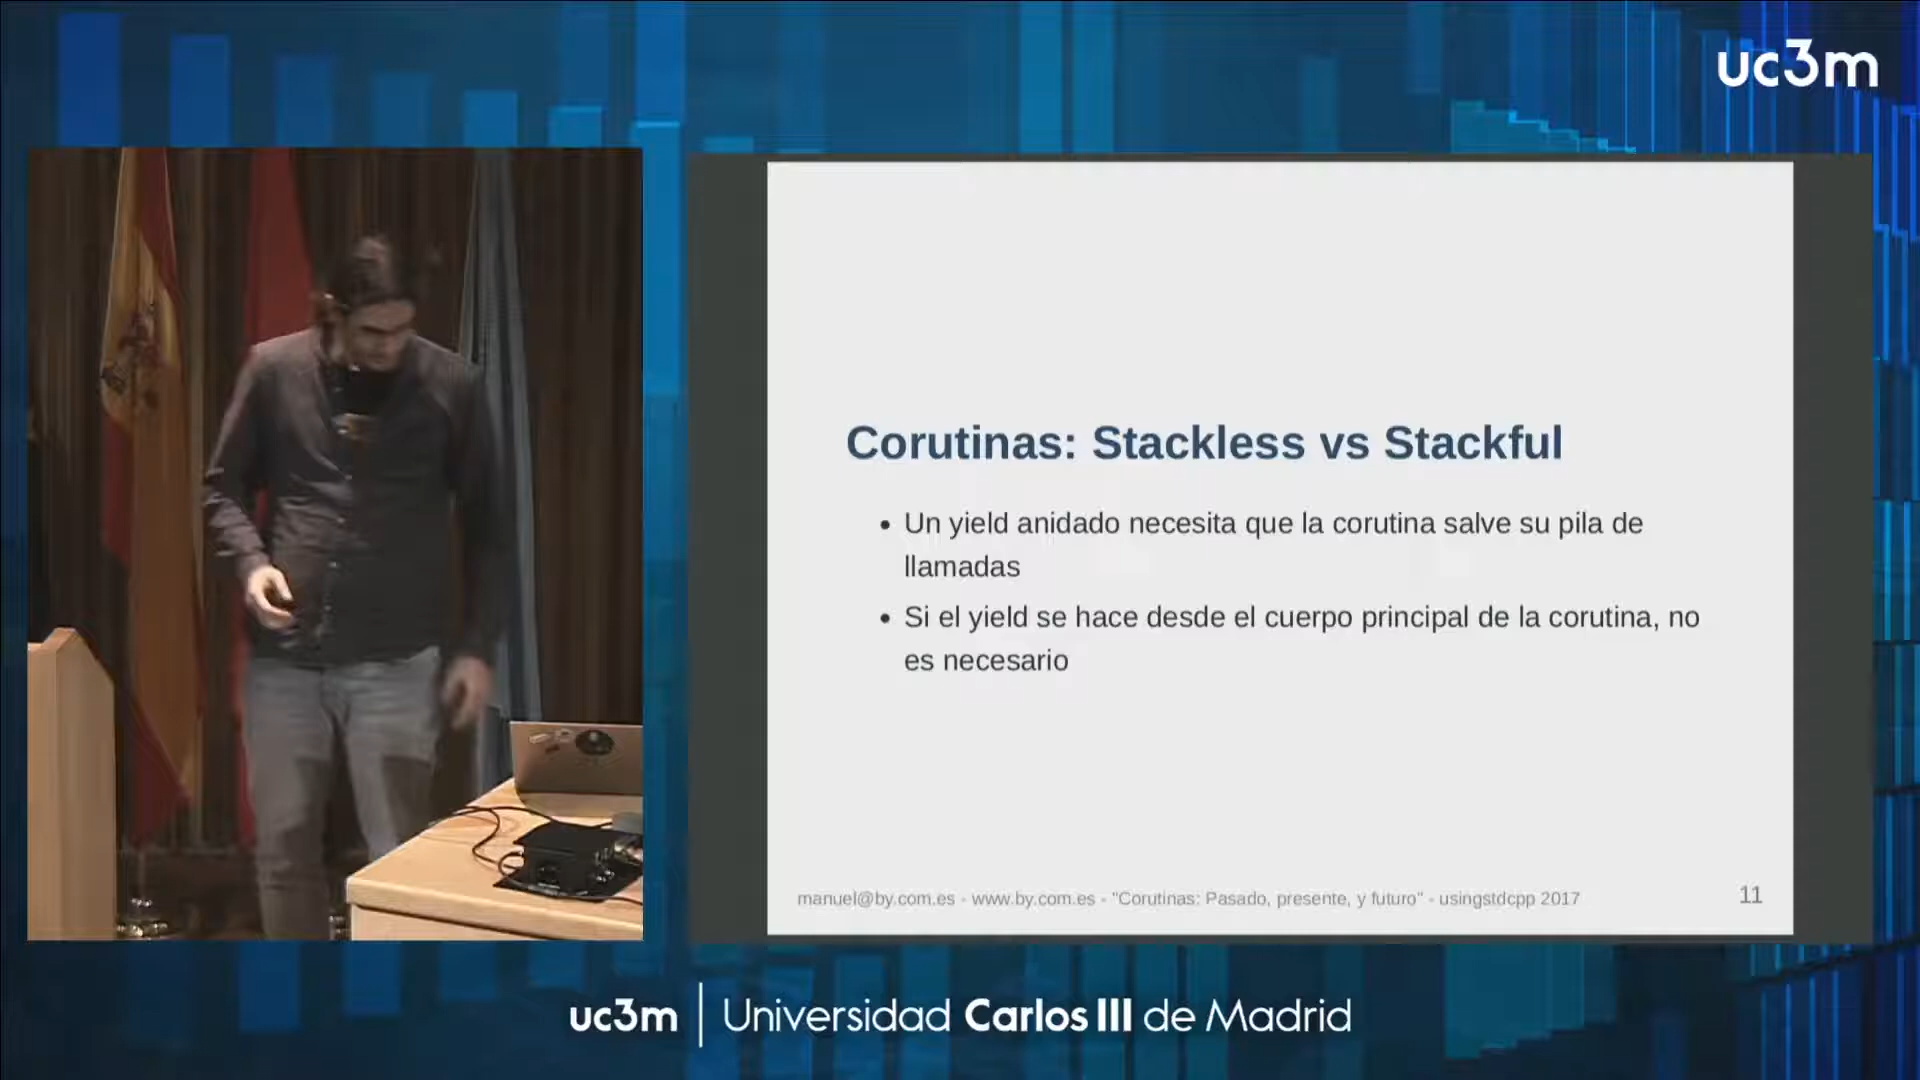 uc3m
Corutinas: Stackless vs Stackful
• Un yield anidado necesita que la corutina salve su pila de
llamadas
• Si el yield se hace desde el cuerpo principal de la corutina, no
es necesario
manuel@by.com.es - www.by.com.es - "Corutinas: Pasado, presente, y futuro" - usingstdcpp 2017
11
uc3m | Universidad Carlos III de Madrid